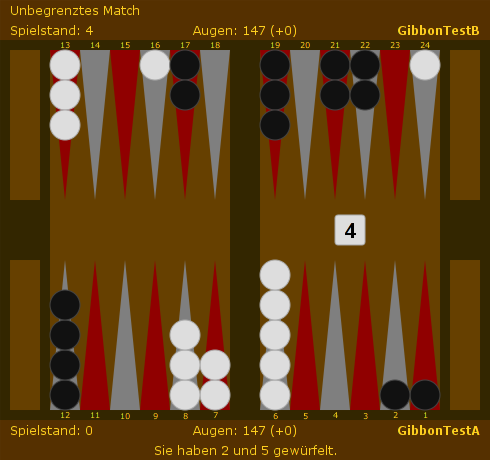 Unbegrenztes Match
Spielstand: 4 Augen: 147 (+0) GibbonTestB
13 14 15 16 17 18 19 20 21 22 23 24
4
12 11 10 9 8 7 6 5 4 3 2 1
Spielstand: 0 Augen: 147 (+0) GibbonTestA
Sie haben 2 und 5 gewürfelt.